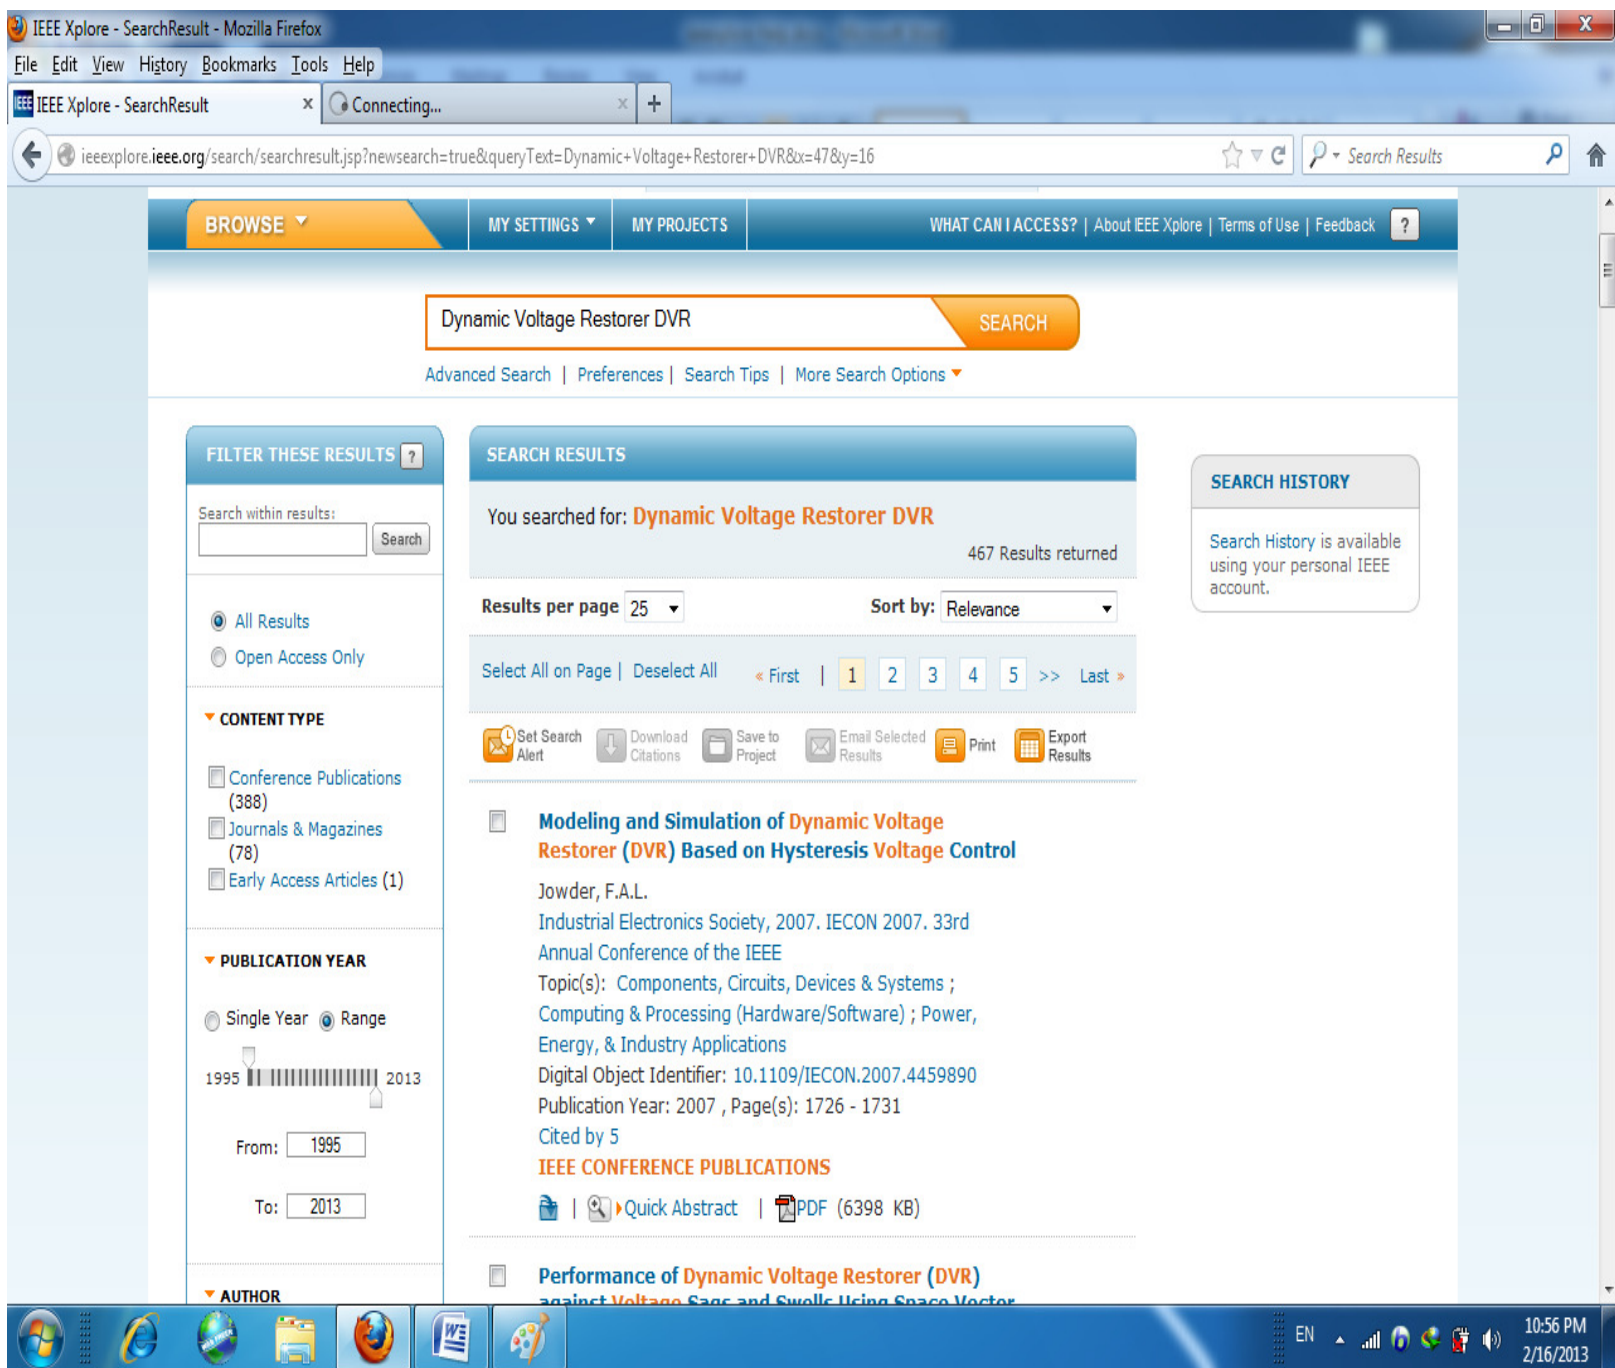 IEEE Xplore - SearchResult - Mozilla Firefox
File Edit View History Bookmarks Tools Help
IEEE IEEE Xplore - SearchResult x Connecting... x +
ieeexplore.ieee.org/search/searchresult.jsp?newsearch=true&queryText=Dynamic+Voltage+Restorer+DVR&x=47&y=16 Search Results
BROWSE MY SETTINGS MY PROJECTS WHAT CAN I ACCESS? | About IEEE Xplore | Terms of Use | Feedback ?
Dynamic Voltage Restorer DVR SEARCH
Advanced Search | Preferences | Search Tips | More Search Options
FILTER THESE RESULTS ?
Search within results:
Search
All Results
Open Access Only
CONTENT TYPE
Conference Publications
(388)
Journals & Magazines
(78)
Early Access Articles (1)
PUBLICATION YEAR
Single Year Range
1995 2013
From: 1995
To: 2013
AUTHOR
SEARCH RESULTS
You searched for: Dynamic Voltage Restorer DVR
467 Results returned
Results per page 25 Sort by: Relevance
Select All on Page | Deselect All « First | 1 2 3 4 5 >> Last »
Set Search Alert Download Citations Save to Project Email Selected Results Print Export Results
Modeling and Simulation of Dynamic Voltage
Restorer (DVR) Based on Hysteresis Voltage Control
Jowder, F.A.L.
Industrial Electronics Society, 2007. IECON 2007. 33rd
Annual Conference of the IEEE
Topic(s): Components, Circuits, Devices & Systems ;
Computing & Processing (Hardware/Software) ; Power,
Energy, & Industry Applications
Digital Object Identifier: 10.1109/IECON.2007.4459890
Publication Year: 2007 , Page(s): 1726 - 1731
Cited by 5
IEEE CONFERENCE PUBLICATIONS
| Quick Abstract | PDF (6398 KB)
Performance of Dynamic Voltage Restorer (DVR)
against Voltage Sags and Swells Using Space Vector
SEARCH HISTORY
Search History is available
using your personal IEEE
account.
EN 10:56 PM
2/16/2013